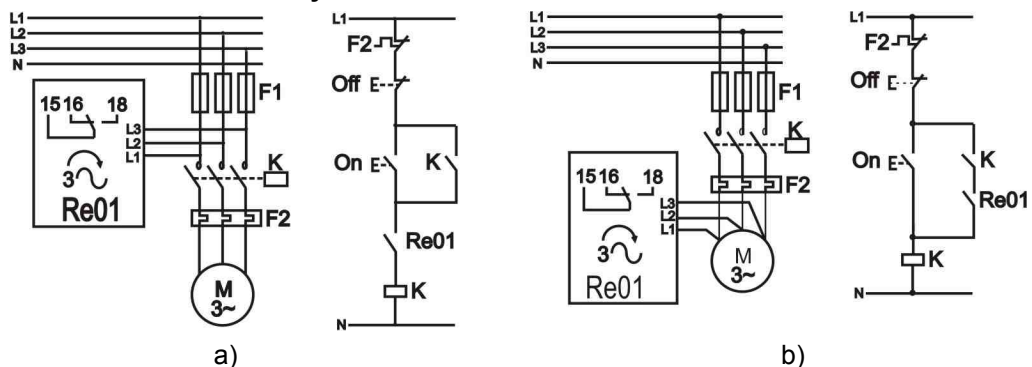 L1
L2
L3
N
F1
15 16 18
L3
L2
L1
3
Re01
K
F2
M
3~
L1
F2
Off E
On E
K
Re01
K
N
a)
L1
L2
L3
N
F1
K
F2
15 16 18
L3
L2
L1
3
Re01
M
3~
L1
F2
Off E
On E
K
Re01
K
N
b)